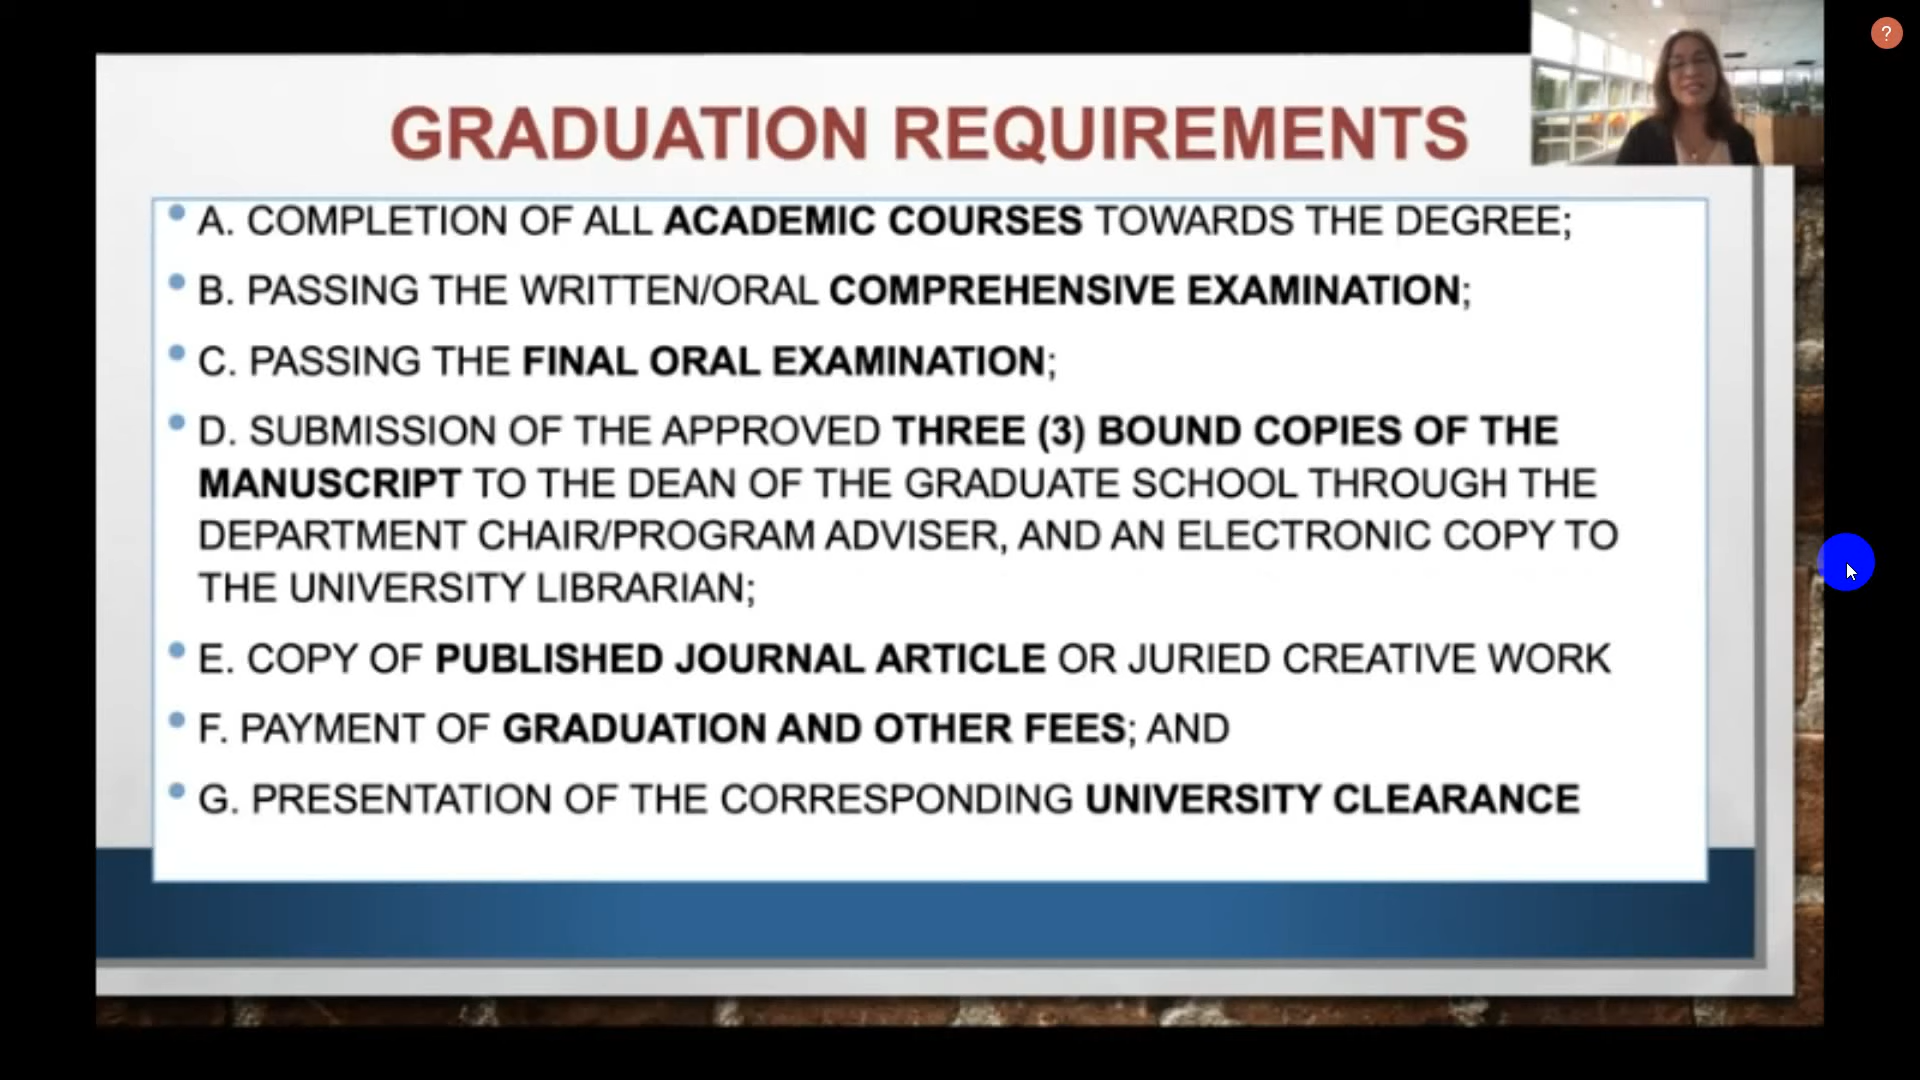 GRADUATION REQUIREMENTS
• A. COMPLETION OF ALL ACADEMIC COURSES TOWARDS THE DEGREE;
• B. PASSING THE WRITTEN/ORAL COMPREHENSIVE EXAMINATION;
• C. PASSING THE FINAL ORAL EXAMINATION;
• D. SUBMISSION OF THE APPROVED THREE (3) BOUND COPIES OF THE
MANUSCRIPT TO THE DEAN OF THE GRADUATE SCHOOL THROUGH THE
DEPARTMENT CHAIR/PROGRAM ADVISER, AND AN ELECTRONIC COPY TO
THE UNIVERSITY LIBRARIAN;
• E. COPY OF PUBLISHED JOURNAL ARTICLE OR JURIED CREATIVE WORK
• F. PAYMENT OF GRADUATION AND OTHER FEES; AND
• G. PRESENTATION OF THE CORRESPONDING UNIVERSITY CLEARANCE
?